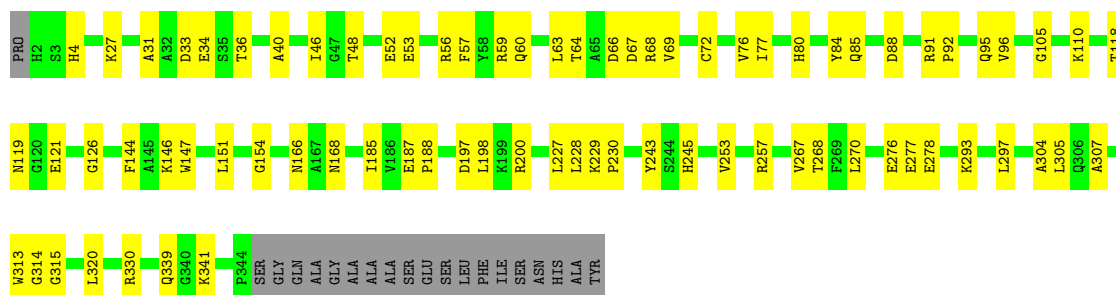 PRO H2 S3 H4 K27 A31 A32 D33 E34 S35 T36 A40 I46 G47 T48 E52 E53 R56 F57 Y58 R59 Q60 L63 T64 A65 D66 D67 R68 V69 C72 V76 I77 H80 Y84 Q85 D88 R91 P92 Q95 V96 G105 K110 T118
N119 G120 E121 G126 F144 A145 K146 W147 L151 G154 N166 A167 N168 I185 V186 E187 P188 D197 L198 K199 R200 L227 L228 K229 P230 Y243 S244 H245 V253 R257 V267 T268 F269 L270 E276 E277 E278 K293 L297 A304 L305 Q306 A307
W313 G314 G315 L320 R330 Q339 G340 K341 P344 SER GLY GLN ALA GLY ALA ALA ALA SER GLU SER LEU PHE ILE SER ASN HIS ALA TYR